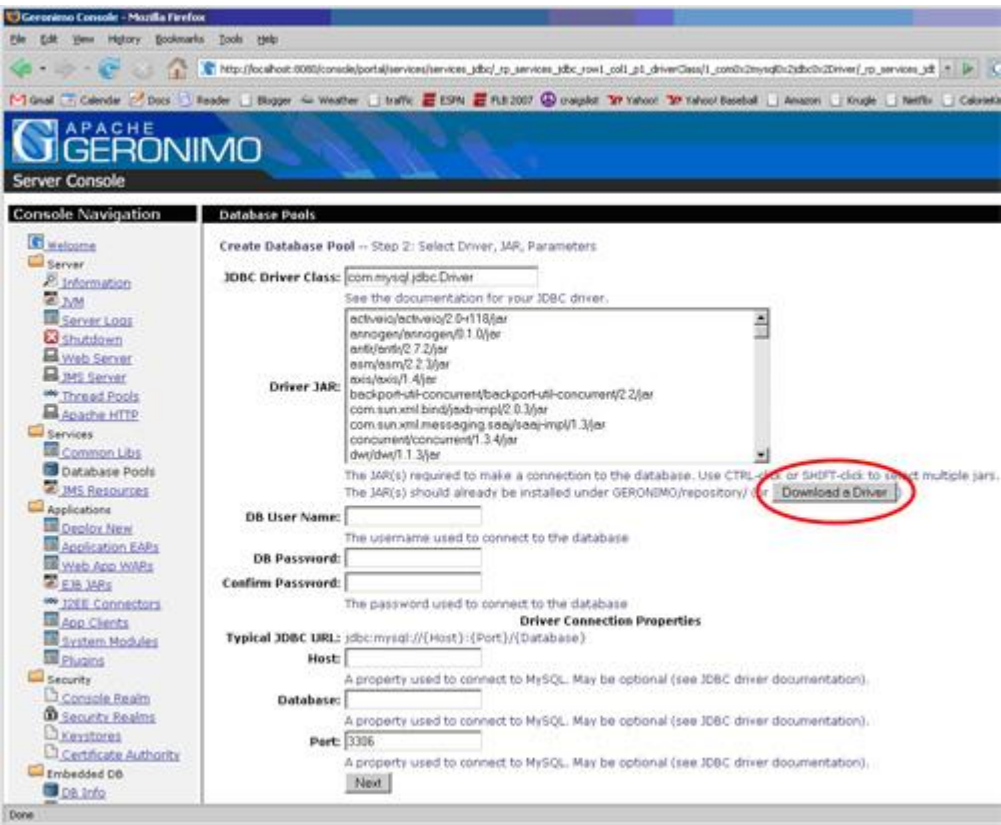 Geronimo Console - Mozilla Firefox
File Edit View History Bookmarks Tools Help
http://localhost:8080/console/portal/services/services_jdbc/_rp_services_jdbc_row1_col1_p1_driverClass/1_com0x2mysql0x2jdbc0x2Driver/_rp_services_jd
Gmail Calendar Docs Reader Blogger Weather traffic ESPN FLB 2007 craigslist Yahoo! Yahoo! Baseball Amazon Krugle Netflix
APACHE
GERONIMO
Server Console
Console Navigation
Welcome
Server
Information
JVM
Server Logs
Shutdown
Web Server
JMS Server
Thread Pools
Apache HTTP
Services
Common Libs
Database Pools
JMS Resources
Applications
Deploy New
Application EARs
Web App WARs
EJB JARs
J2EE Connectors
App Clients
System Modules
Plugins
Security
Console Realm
Security Realms
Keystores
Certificate Authority
Embedded DB
DB Info
Database Pools
Create Database Pool -- Step 2: Select Driver, JAR, Parameters
JDBC Driver Class: com.mysql.jdbc.Driver
See the documentation for your JDBC driver.
Driver JAR:
activeio/activeio/2.0-r118/jar
annogen/annogen/0.1.0/jar
antlr/antlr/2.7.2/jar
asm/asm/2.2.3/jar
axis/axis/1.4/jar
backport-util-concurrent/backport-util-concurrent/2.2/jar
com.sun.xml.bind/jaxb-impl/2.0.3/jar
com.sun.xml.messaging.saaj/saaj-impl/1.3/jar
concurrent/concurrent/1.3.4/jar
dwr/dwr/1.1.3/jar
The JAR(s) required to make a connection to the database. Use CTRL-click or SHIFT-click to select multiple jars.
The JAR(s) should already be installed under GERONIMO/repository/ (or Download a Driver )
DB User Name:
The username used to connect to the database
DB Password:
Confirm Password:
The password used to connect to the database
Driver Connection Properties
Typical JDBC URL: jdbc:mysql://{Host}:{Port}/{Database}
Host:
A property used to connect to MySQL. May be optional (see JDBC driver documentation).
Database:
A property used to connect to MySQL. May be optional (see JDBC driver documentation).
Port: 3306
A property used to connect to MySQL. May be optional (see JDBC driver documentation).
Next
Done